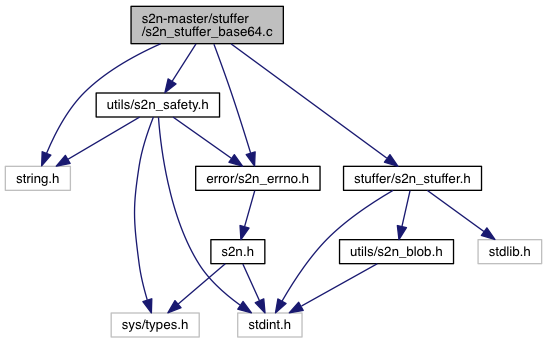 s2n-master/stuffer
/s2n_stuffer_base64.c
utils/s2n_safety.h
string.h
error/s2n_errno.h
stuffer/s2n_stuffer.h
s2n.h
utils/s2n_blob.h
stdlib.h
sys/types.h
stdint.h